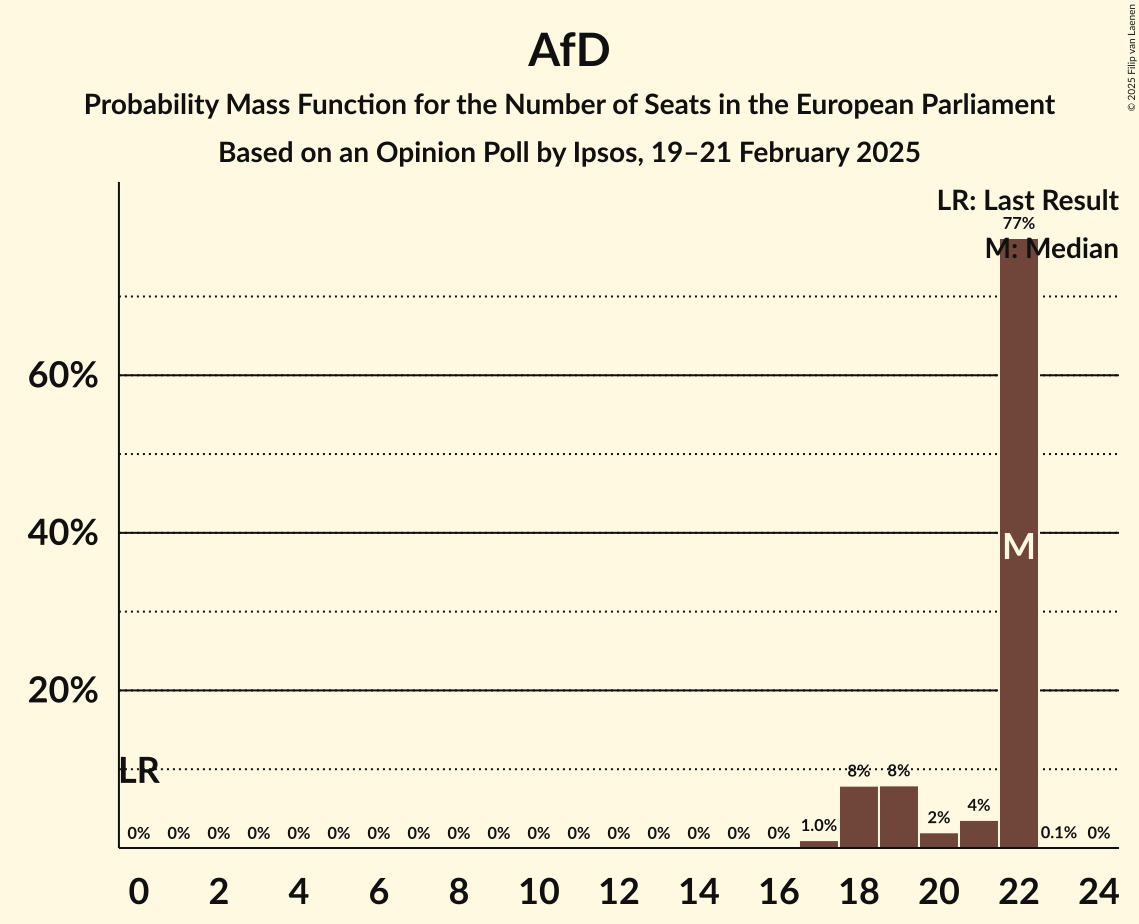 AfD
Probability Mass Function for the Number of Seats in the European Parliament
Based on an Opinion Poll by Ipsos, 19–21 February 2025
© 2025 Filip van Laenen
LR: Last Result
M: Median
77%
60%
40%
20%
M
LR
0% 0% 0% 0% 0% 0% 0% 0% 0% 0% 0% 0% 0% 0% 0% 0% 0% 1.0% 8% 8% 2% 4% 0.1% 0%
0 2 4 6 8 10 12 14 16 18 20 22 24